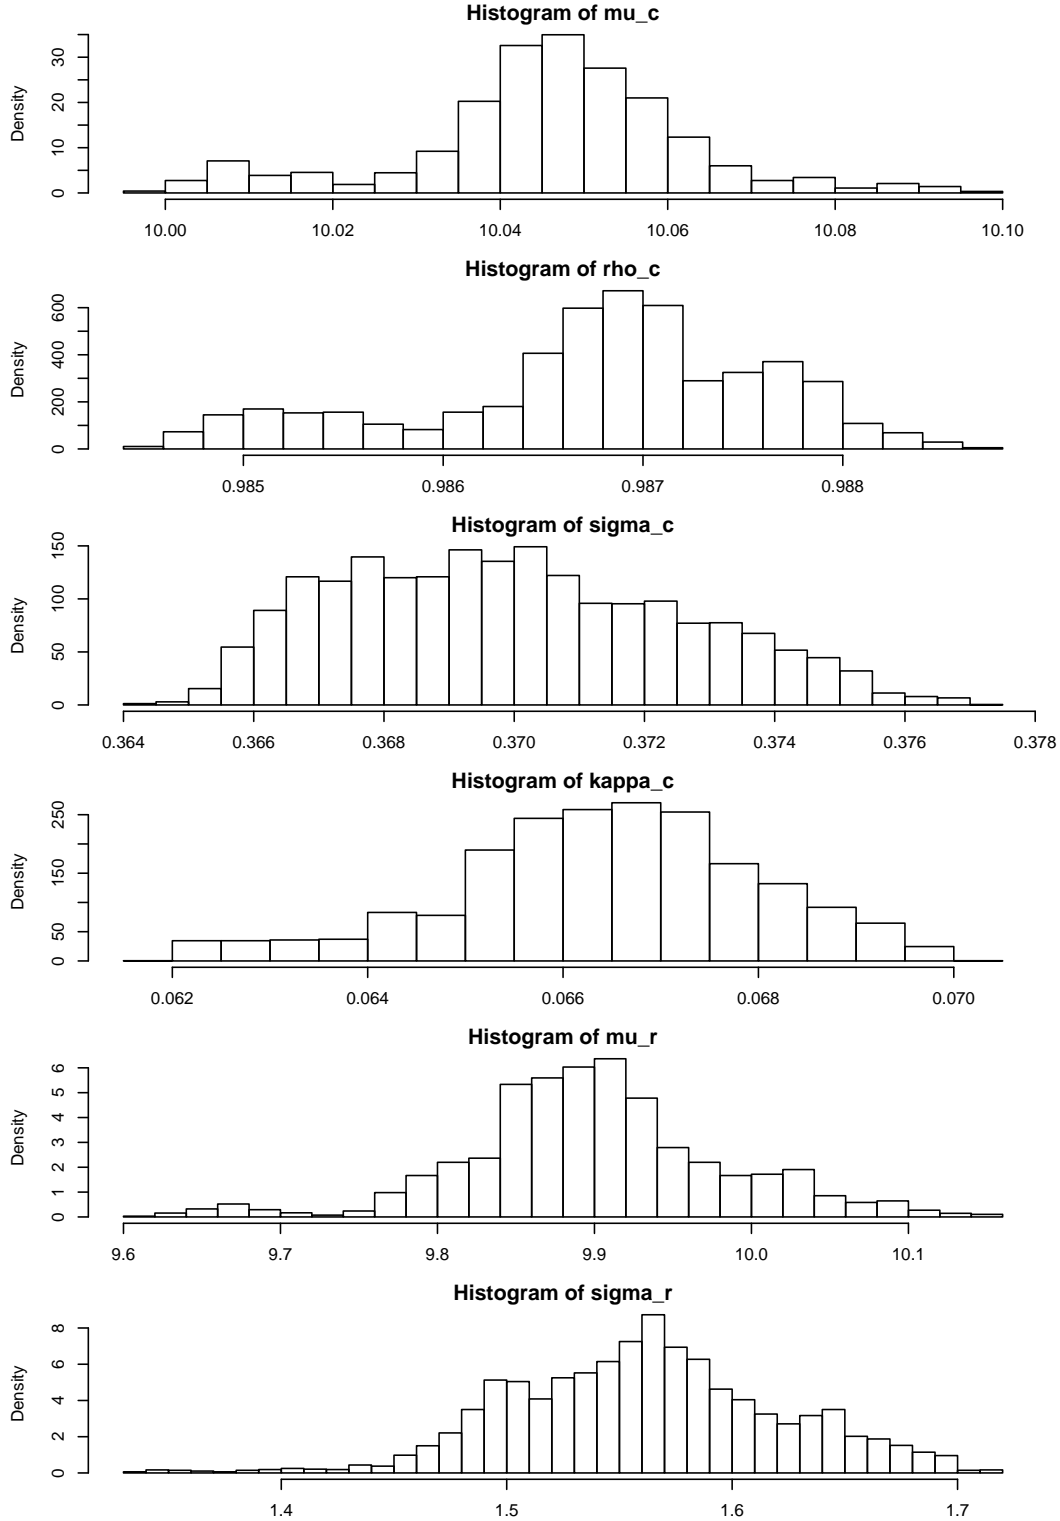 Histogram of mu_c
Density
0 10 20 30
10.00 10.02 10.04 10.06 10.08 10.10
Histogram of rho_c
Density
0 200 400 600
0.985 0.986 0.987 0.988
Histogram of sigma_c
Density
0 50 100 150
0.364 0.366 0.368 0.370 0.372 0.374 0.376 0.378
Histogram of kappa_c
Density
0 50 150 250
0.062 0.064 0.066 0.068 0.070
Histogram of mu_r
Density
0 1 2 3 4 5 6
9.6 9.7 9.8 9.9 10.0 10.1
Histogram of sigma_r
Density
0 2 4 6 8
1.4 1.5 1.6 1.7